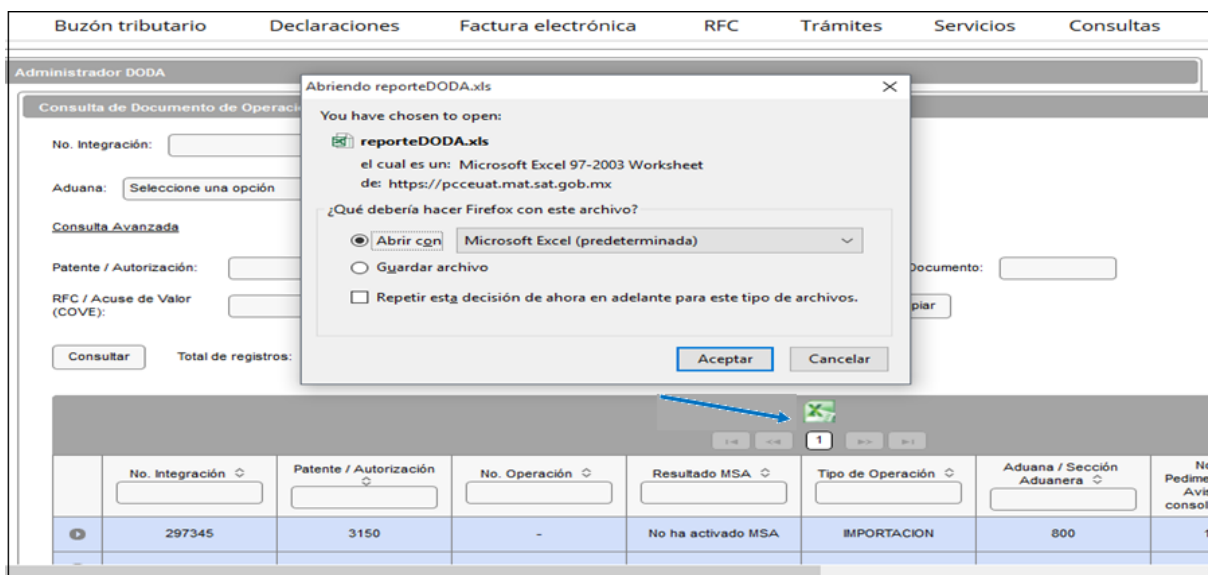 Buzón tributario Declaraciones Factura electrónica RFC Trámites Servicios Consultas
Administrador DODA
Consulta de Documento de Operaci
Abriendo reporteDODA.xls
You have chosen to open:
reporteDODA.xls
el cual es un: Microsoft Excel 97-2003 Worksheet
de: https://pcceuat.mat.sat.gob.mx
¿Qué debería hacer Firefox con este archivo?
Abrir con Microsoft Excel (predeterminada)
Guardar archivo
Repetir esta decisión de ahora en adelante para este tipo de archivos.
Aceptar Cancelar
No. Integración:
Aduana: Seleccione una opción
Consulta Avanzada
Patente / Autorización: Documento:
RFC / Acuse de Valor
(COVE): piar
Consultar Total de registros:
1
No. Integración Patente / Autorización No. Operación Resultado MSA Tipo de Operación Aduana / Sección
Aduanera
No
Pedime
Avis
consol
297345 3150 - No ha activado MSA IMPORTACION 800 1